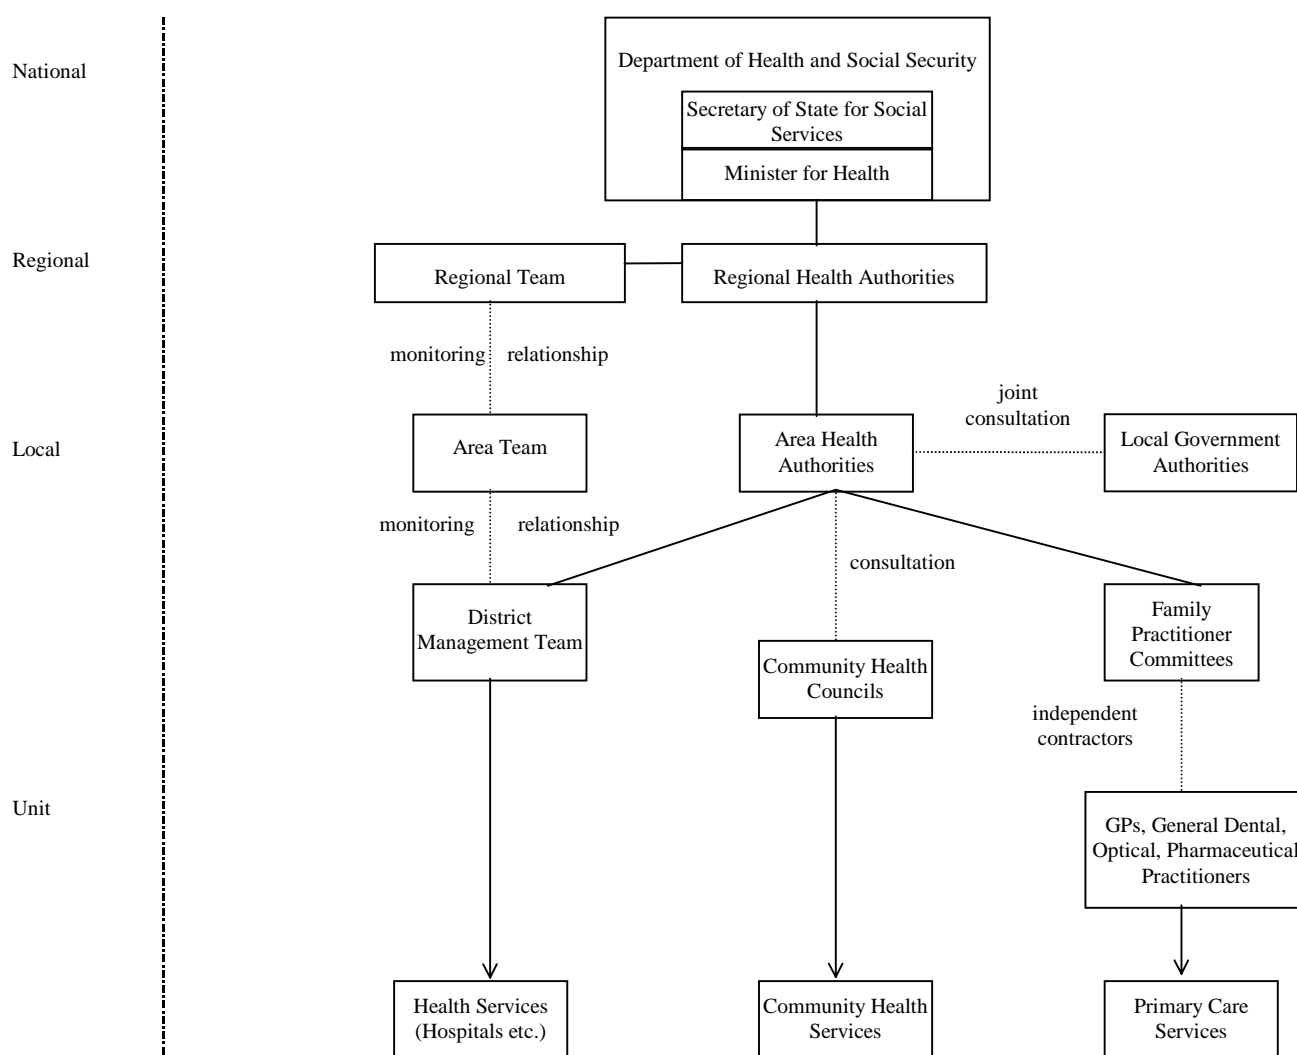 National
Department of Health and Social Security
Secretary of State for Social
Services
Minister for Health
Regional
Regional Team
Regional Health Authorities
monitoring relationship
joint
consultation
Local
Area Team
Area Health
Authorities
Local Government
Authorities
monitoring relationship
consultation
District
Management Team
Family
Practitioner
Committees
Community Health
Councils
independent
contractors
Unit
GPs, General Dental,
Optical, Pharmaceutical
Practitioners
Health Services
(Hospitals etc.)
Community Health
Services
Primary Care
Services